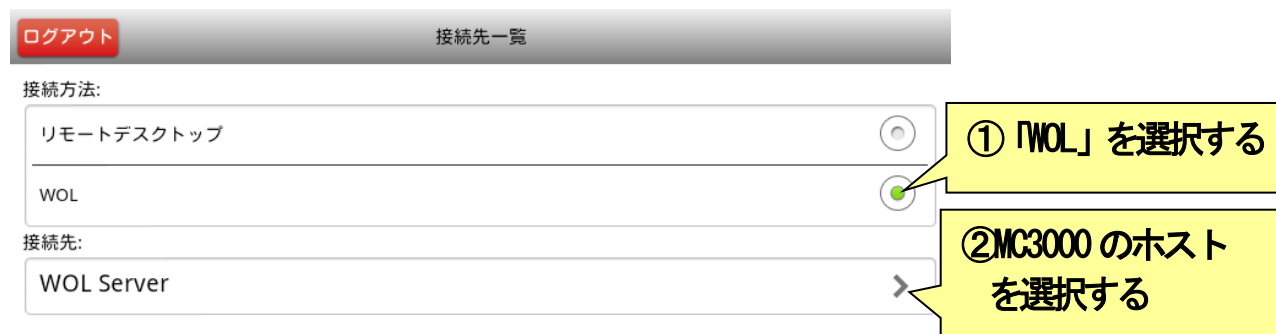 ログアウト
接続先一覧
接続方法:
リモートデスクトップ
WOL
①「WOL」を選択する
接続先:
WOL Server
②MC3000 のホスト
を選択する